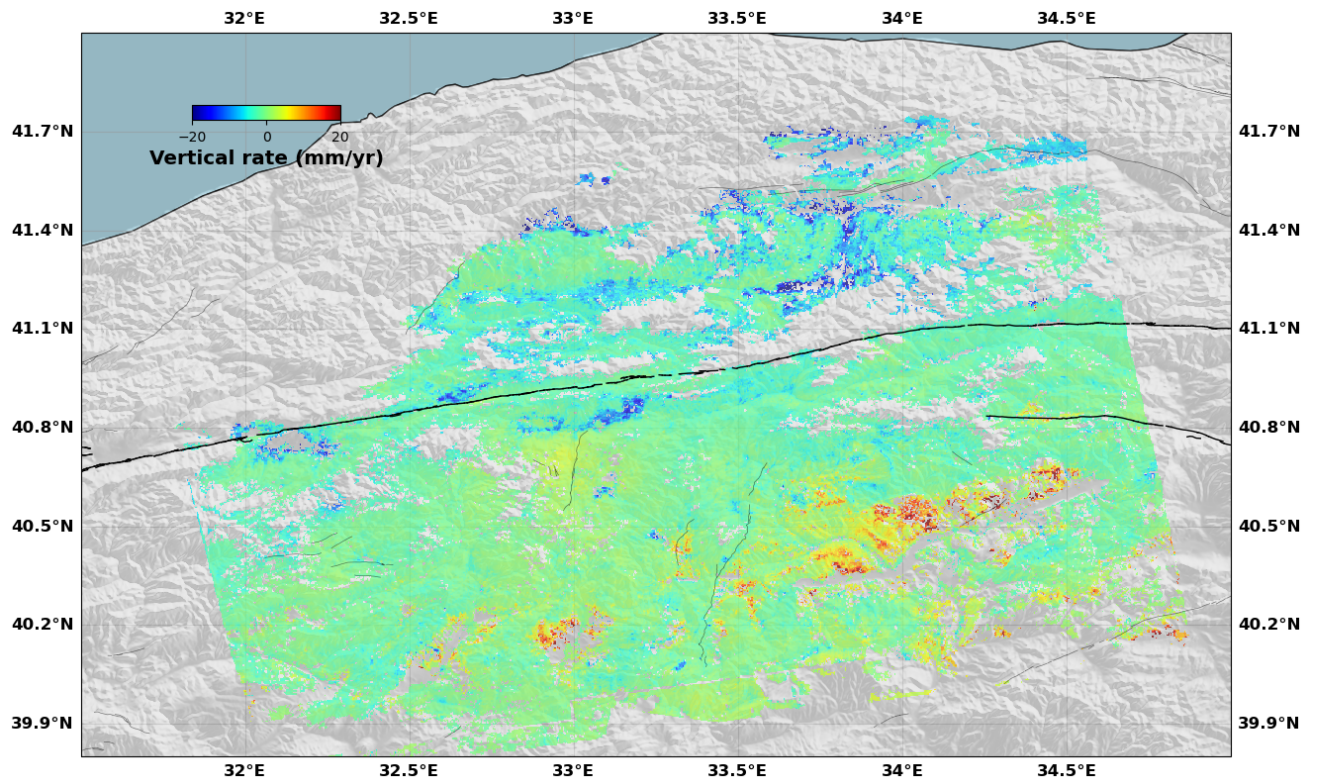 32°E 32.5°E 33°E 33.5°E 34°E 34.5°E
−20 0 20
Vertical rate (mm/yr)
41.7°N 41.7°N
41.4°N 41.4°N
41.1°N 41.1°N
40.8°N 40.8°N
40.5°N 40.5°N
40.2°N 40.2°N
39.9°N 39.9°N
32°E 32.5°E 33°E 33.5°E 34°E 34.5°E